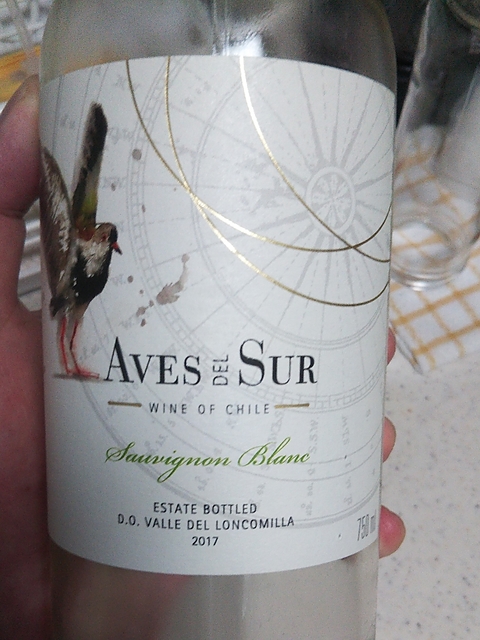 AVES DEL SUR
WINE OF CHILE
Sauvignon Blanc
ESTATE BOTTLED
D.O. VALLE DEL LONCOMILLA
2017
750 ml